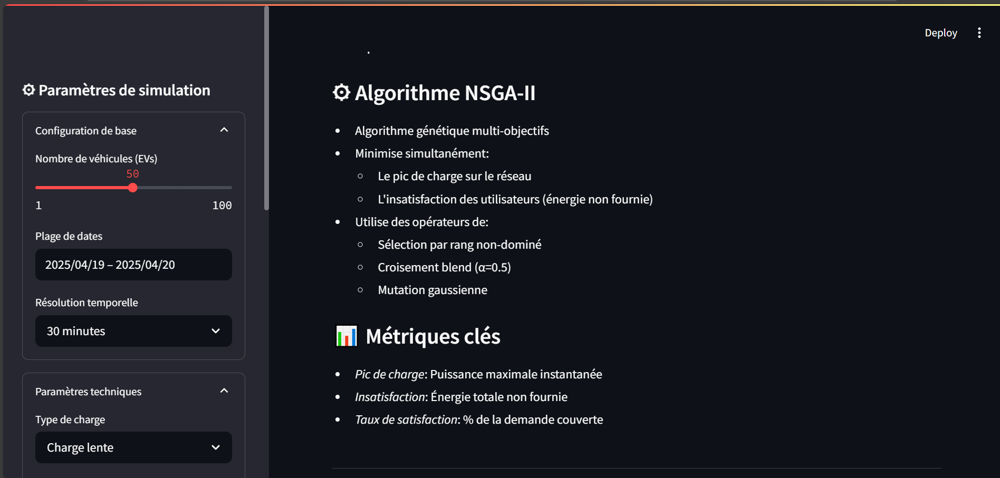 Deploy
Paramètres de simulation
Configuration de base
Nombre de véhicules (EVs)
50
1 100
Plage de dates
2025/04/19 – 2025/04/20
Résolution temporelle
30 minutes
Paramètres techniques
Type de charge
Charge lente
Algorithme NSGA-II
Algorithme génétique multi-objectifs
Minimise simultanément:
Le pic de charge sur le réseau
L'insatisfaction des utilisateurs (énergie non fournie)
Utilise des opérateurs de:
Sélection par rang non-dominé
Croisement blend (α=0.5)
Mutation gaussienne
Métriques clés
Pic de charge: Puissance maximale instantanée
Insatisfaction: Énergie totale non fournie
Taux de satisfaction: % de la demande couverte